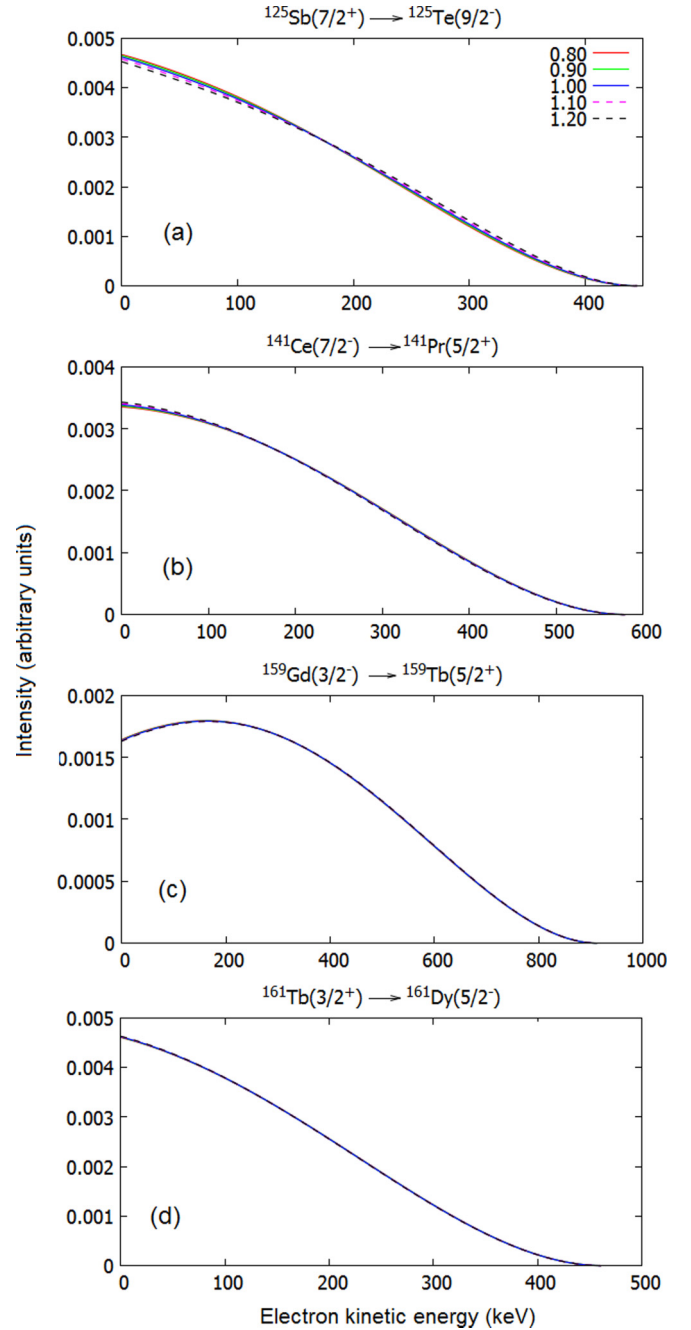 ¹²⁵Sb(7/2⁺) ⟶ ¹²⁵Te(9/2⁻)
0.005
0.004
0.003
0.002
0.001
0
0.80
0.90
1.00
1.10
1.20
(a)
0 100 200 300 400
¹⁴¹Ce(7/2⁻) ⟶ ¹⁴¹Pr(5/2⁺)
0.004
0.003
0.002
0.001
0
(b)
0 100 200 300 400 500 600
Intensity (arbitrary units)
¹⁵⁹Gd(3/2⁻) ⟶ ¹⁵⁹Tb(5/2⁺)
0.002
0.0015
0.001
0.0005
0
(c)
0 200 400 600 800 1000
¹⁶¹Tb(3/2⁺) ⟶ ¹⁶¹Dy(5/2⁻)
0.005
0.004
0.003
0.002
0.001
0
(d)
0 100 200 300 400 500
Electron kinetic energy (keV)